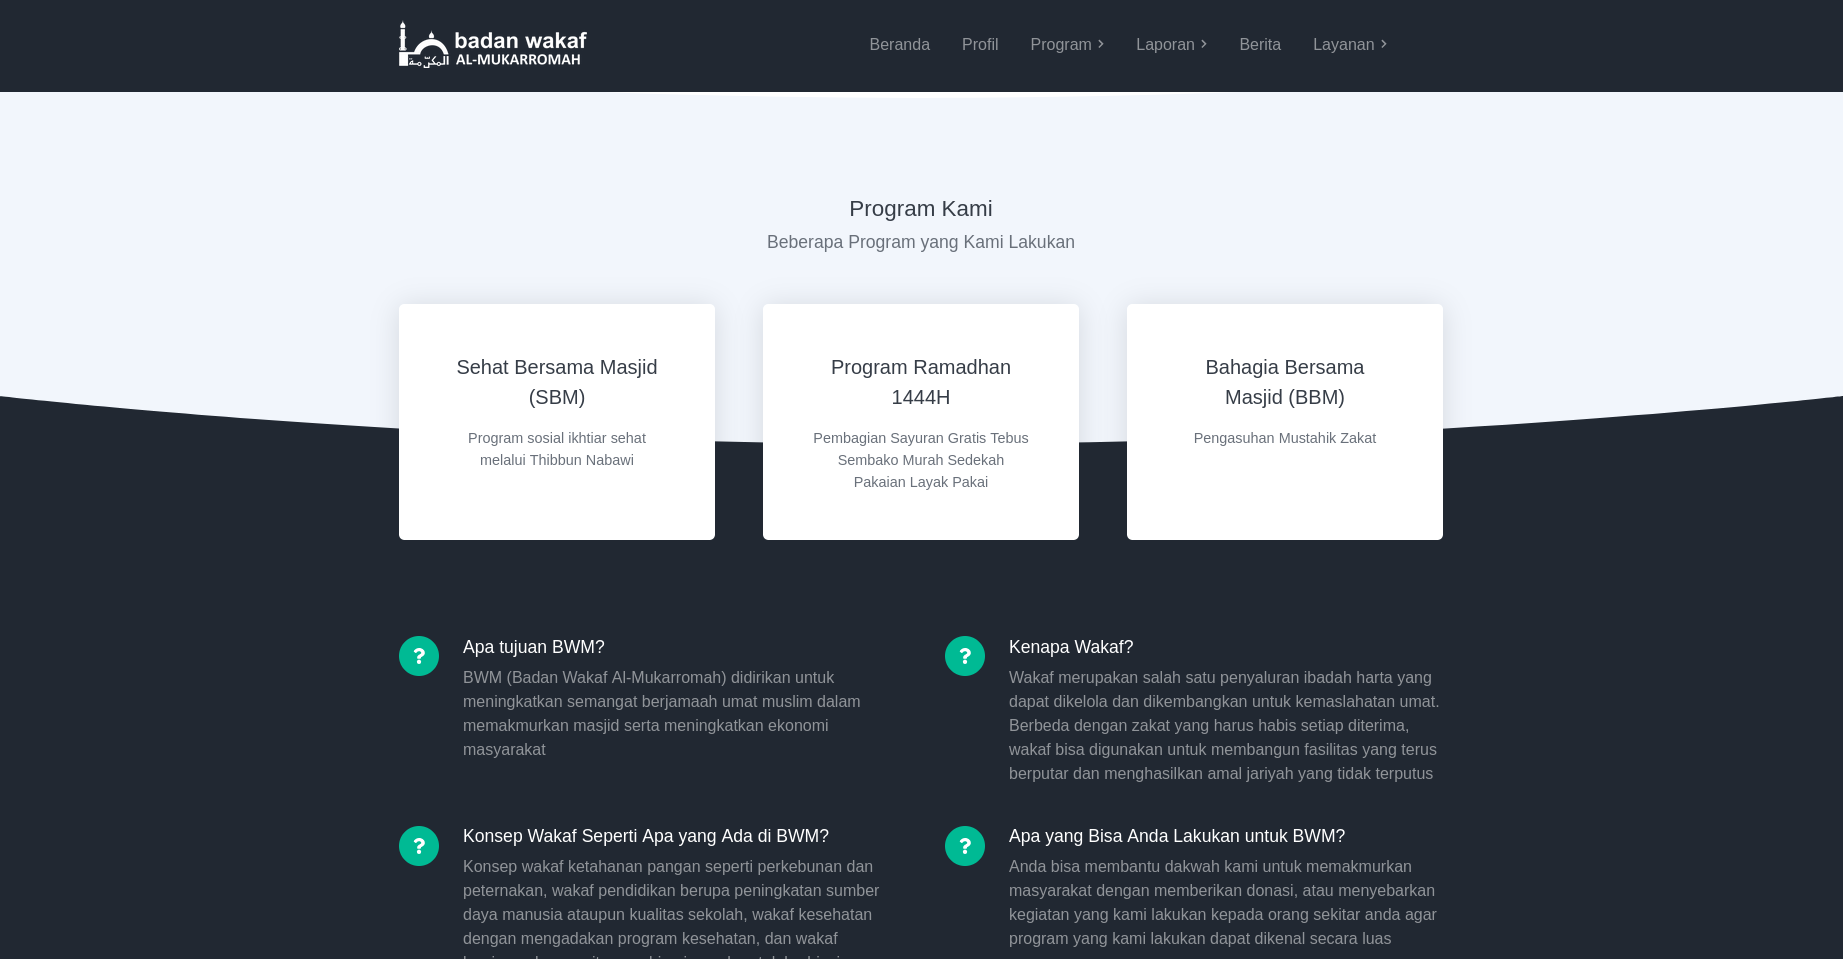 badan wakaf
AL-MUKARROMAH
Beranda
Profil
Program
Laporan
Berita
Layanan
Program Kami
Beberapa Program yang Kami Lakukan
Sehat Bersama Masjid
(SBM)
Program sosial ikhtiar sehat
melalui Thibbun Nabawi
Program Ramadhan
1444H
Pembagian Sayuran Gratis Tebus
Sembako Murah Sedekah
Pakaian Layak Pakai
Bahagia Bersama
Masjid (BBM)
Pengasuhan Mustahik Zakat
Apa tujuan BWM?
BWM (Badan Wakaf Al-Mukarromah) didirikan untuk
meningkatkan semangat berjamaah umat muslim dalam
memakmurkan masjid serta meningkatkan ekonomi
masyarakat
Kenapa Wakaf?
Wakaf merupakan salah satu penyaluran ibadah harta yang
dapat dikelola dan dikembangkan untuk kemaslahatan umat.
Berbeda dengan zakat yang harus habis setiap diterima,
wakaf bisa digunakan untuk membangun fasilitas yang terus
berputar dan menghasilkan amal jariyah yang tidak terputus
Konsep Wakaf Seperti Apa yang Ada di BWM?
Konsep wakaf ketahanan pangan seperti perkebunan dan
peternakan, wakaf pendidikan berupa peningkatan sumber
daya manusia ataupun kualitas sekolah, wakaf kesehatan
dengan mengadakan program kesehatan, dan wakaf
Apa yang Bisa Anda Lakukan untuk BWM?
Anda bisa membantu dakwah kami untuk memakmurkan
masyarakat dengan memberikan donasi, atau menyebarkan
kegiatan yang kami lakukan kepada orang sekitar anda agar
program yang kami lakukan dapat dikenal secara luas